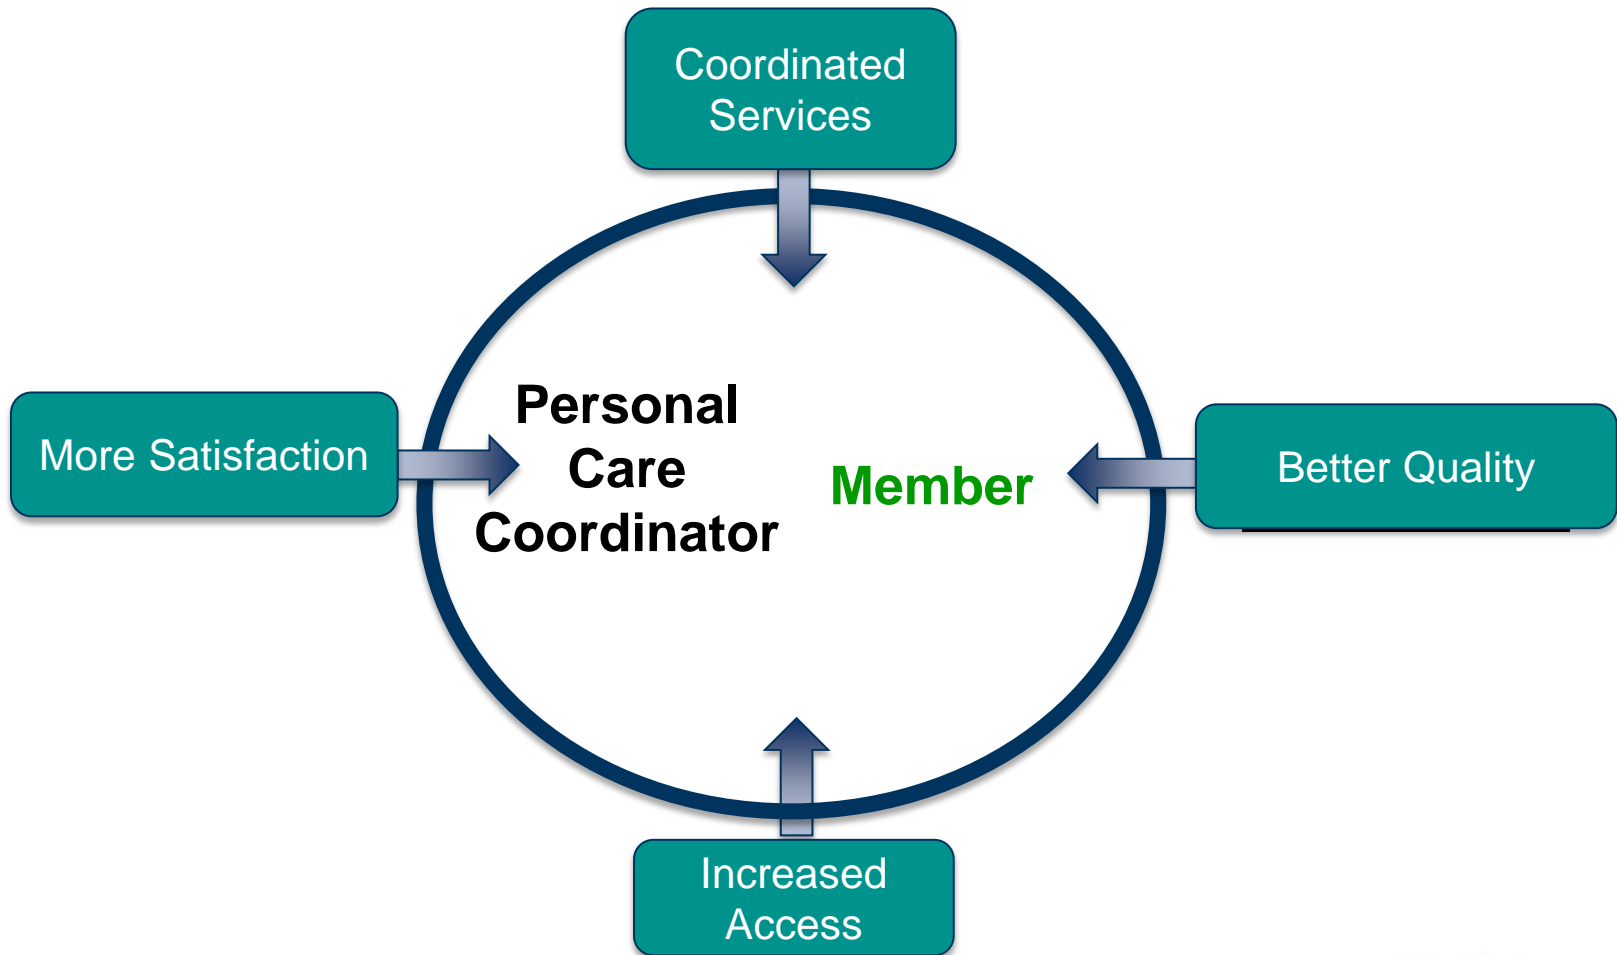 Coordinated
Services
More Satisfaction
Personal
Care
Coordinator
Member
Better Quality
Increased
Access